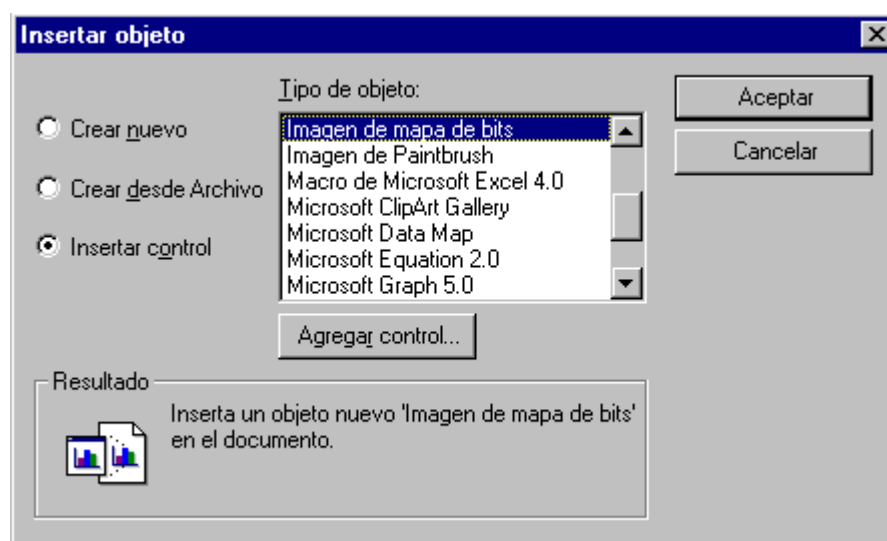 Insertar objeto
Tipo de objeto:
Crear nuevo
Crear desde Archivo
Insertar control
Imagen de mapa de bits
Imagen de Paintbrush
Macro de Microsoft Excel 4.0
Microsoft ClipArt Gallery
Microsoft Data Map
Microsoft Equation 2.0
Microsoft Graph 5.0
Agregar control...
Aceptar
Cancelar
Resultado
Inserta un objeto nuevo 'Imagen de mapa de bits'
en el documento.